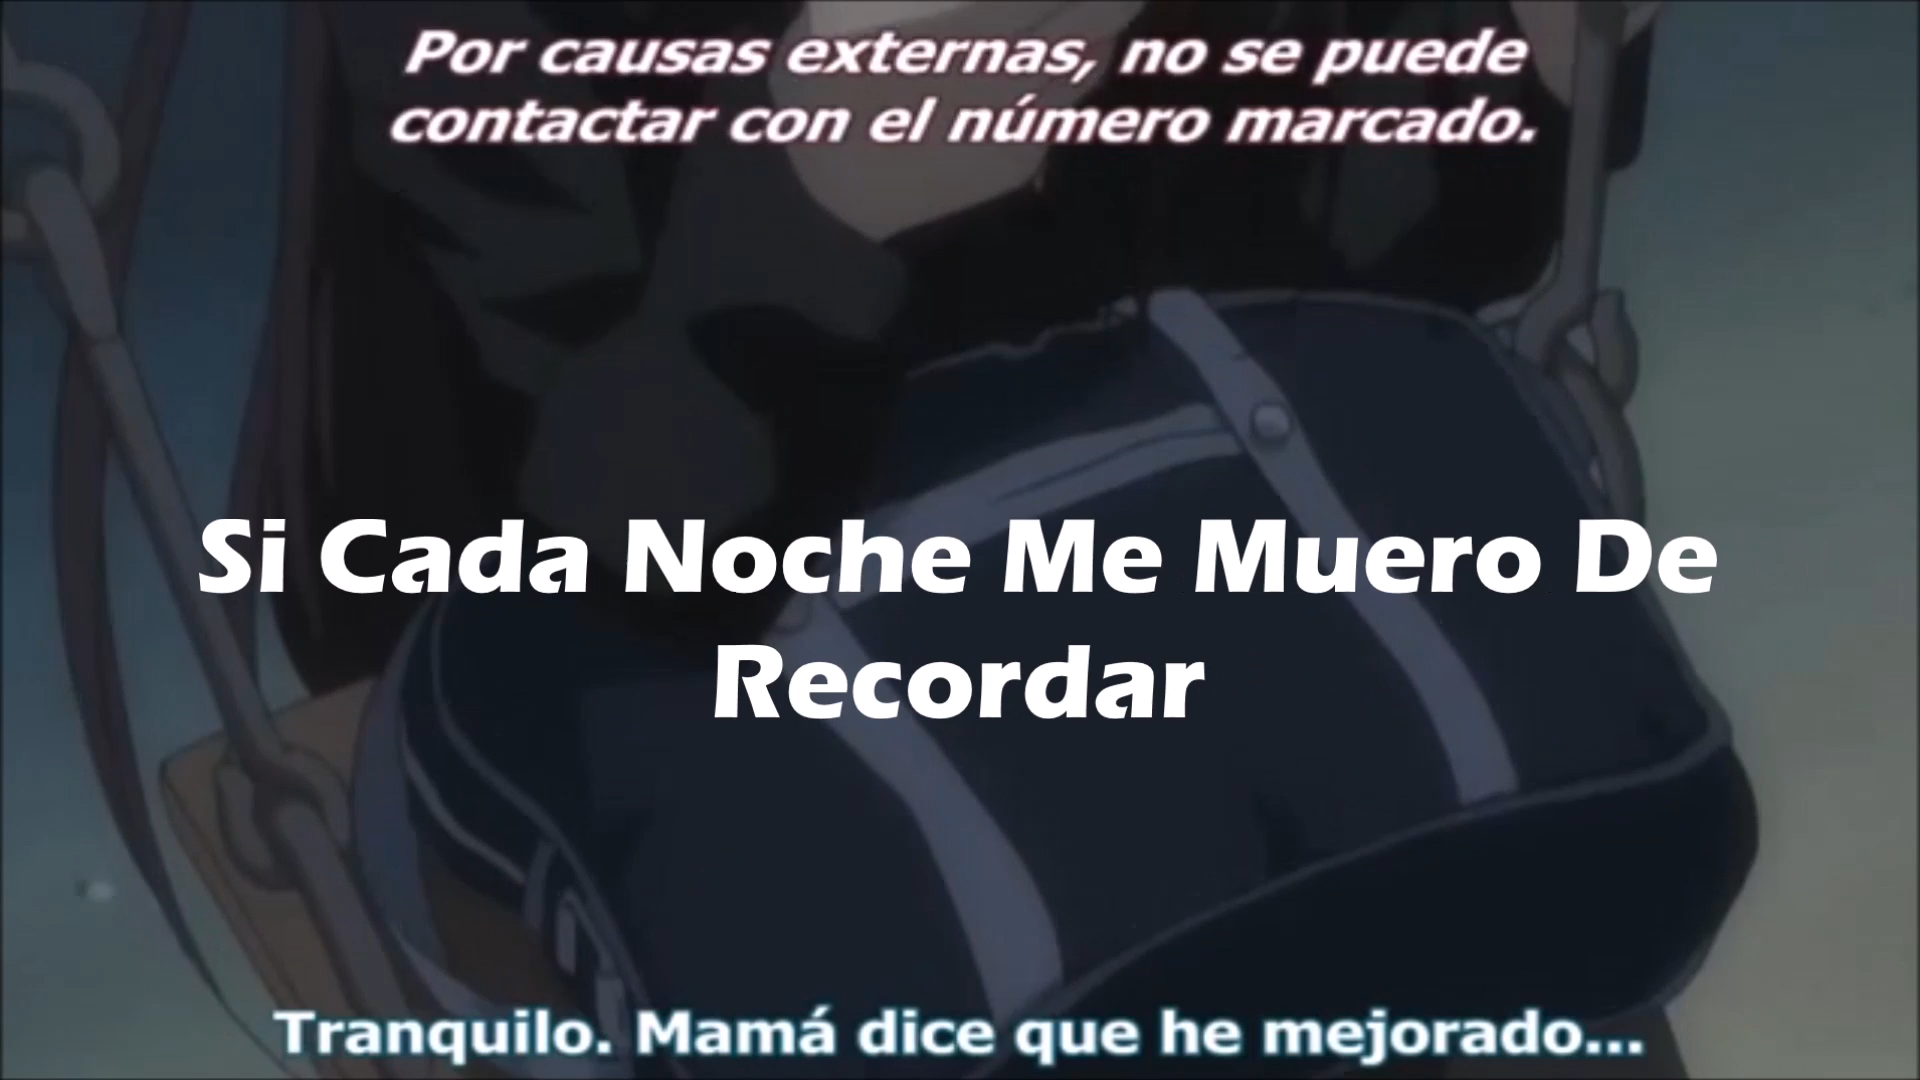 Por causas externas, no se puede
contactar con el número marcado.
Si Cada Noche Me Muero De
Recordar
Tranquilo. Mamá dice que he mejorado...